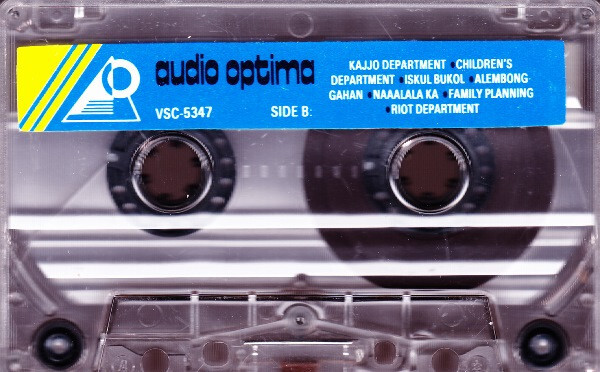 audio optima
VSC-5347
SIDE B:
KAJJO DEPARTMENT • CHILDREN'S
DEPARTMENT • ISKUL BUKOL • ALEMBONG-
GAHAN • NAAALALA KA • FAMILY PLANNING
• RIOT DEPARTMENT